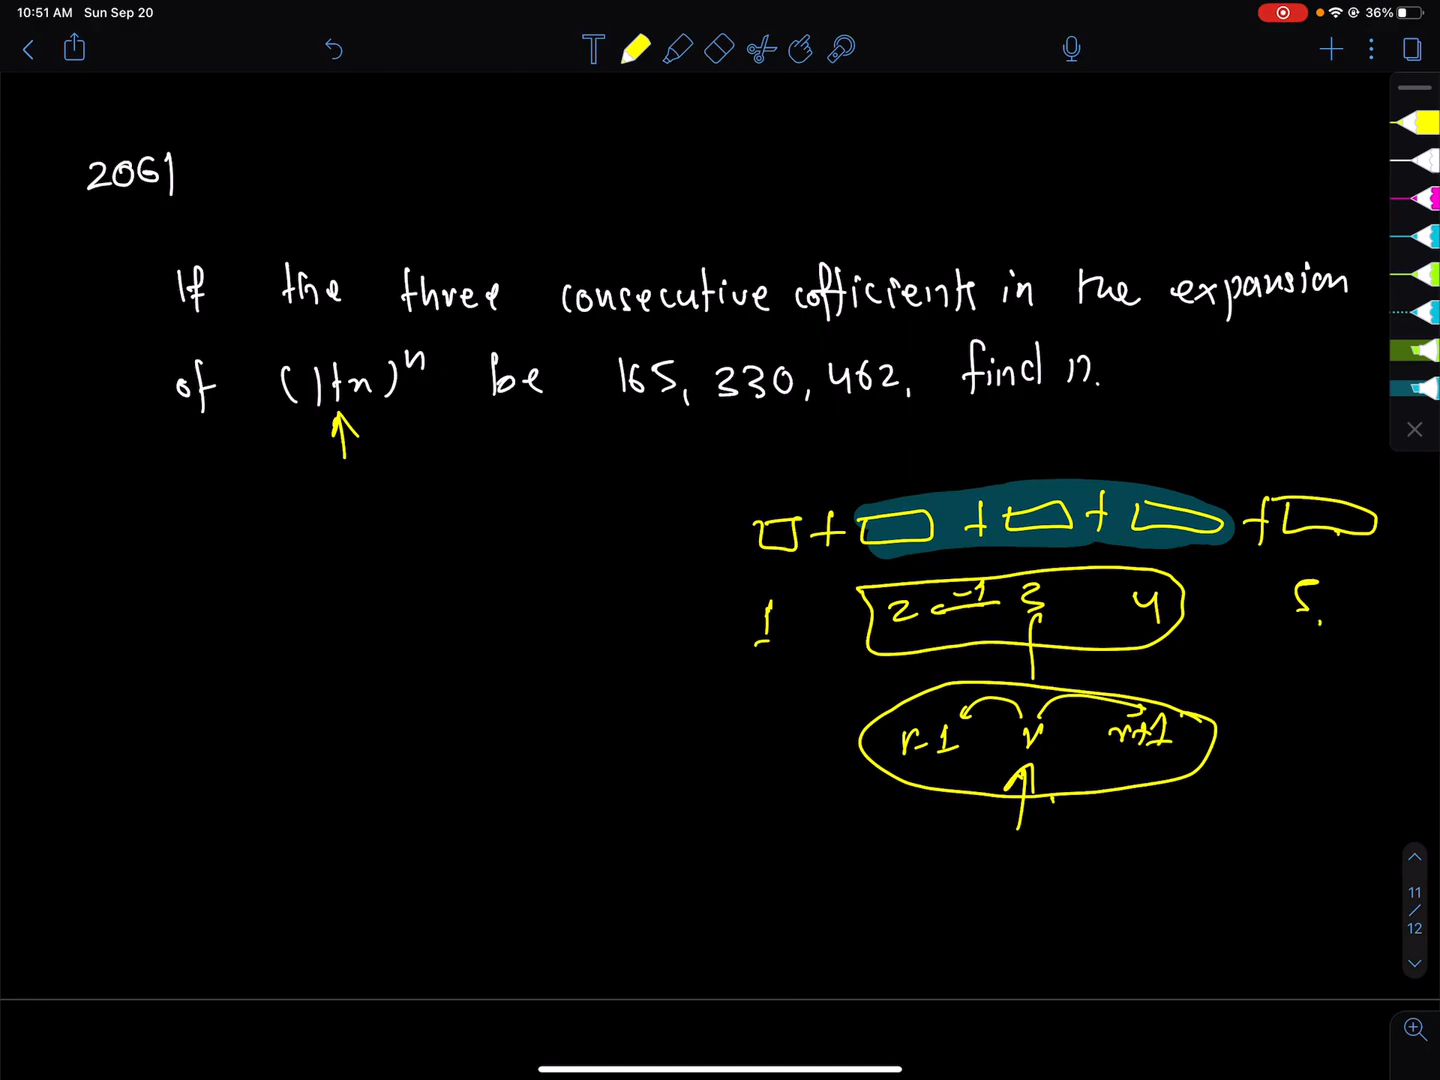 10:51 AM Sun Sep 20
36%
2061
If the three consecutive cofficients in the expansion
of (1+x)^n be 165, 330, 462, find n.
+ + + +
1 2 -1 3 4 5.
r-1 r r+1
11
/
12